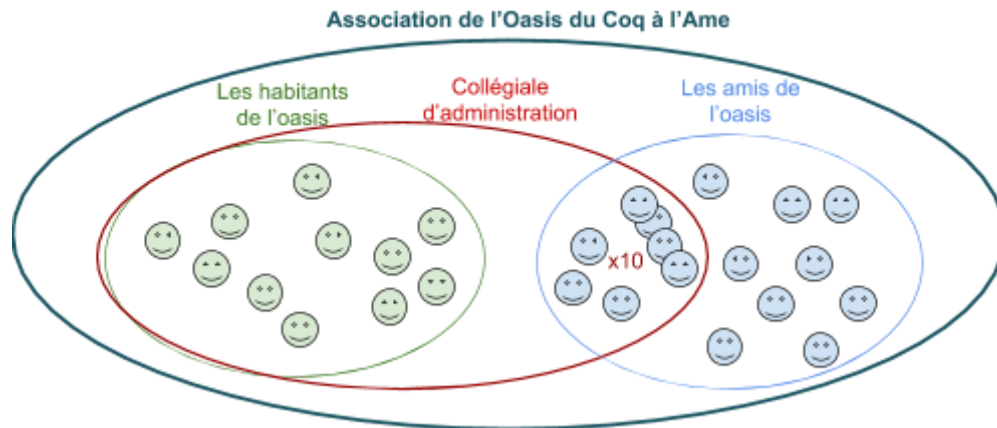 Association de l'Oasis du Coq à l'Ame
Les habitants
de l'oasis
Collégiale
d'administration
Les amis de
l'oasis
x10